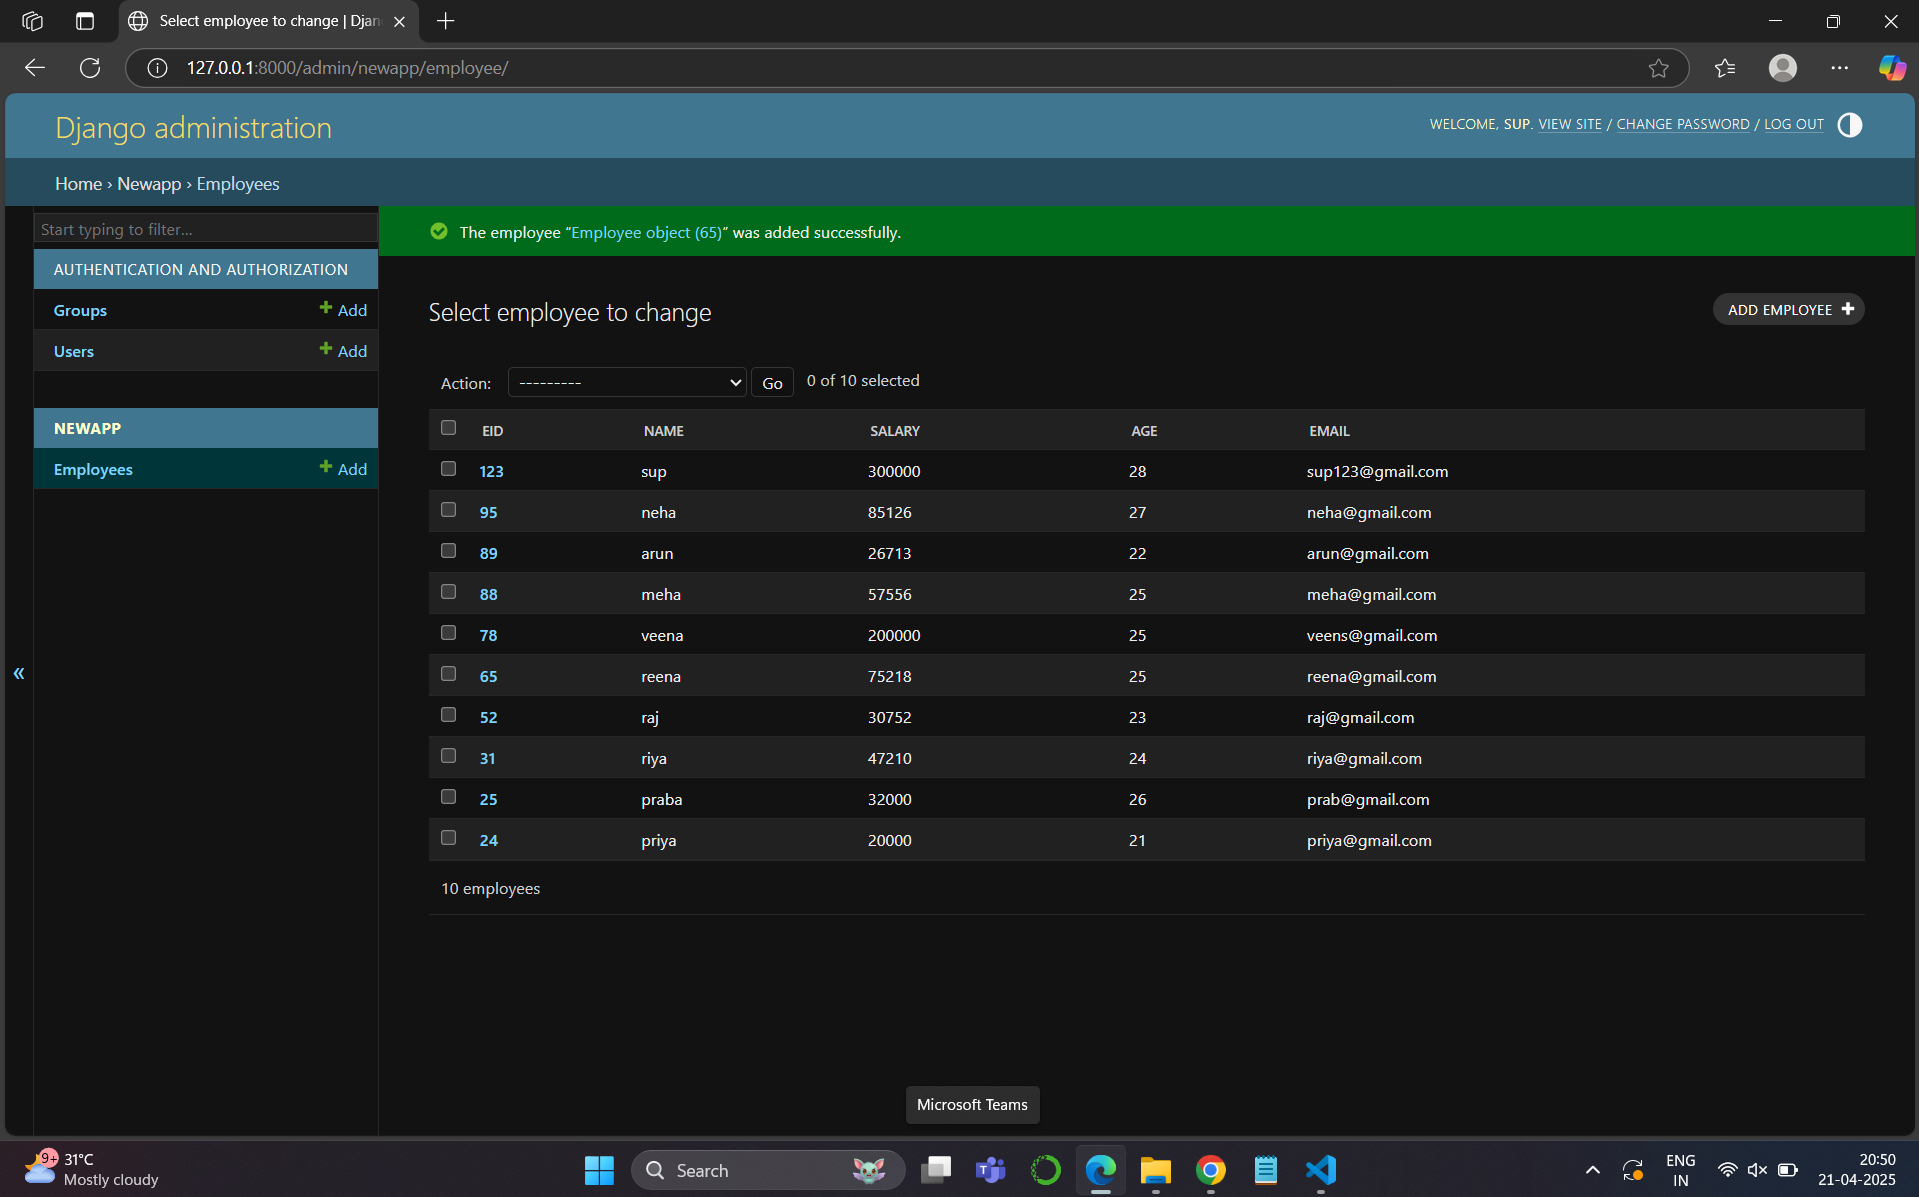 Select employee to change | Djan
127.0.0.1:8000/admin/newapp/employee/
Django administration
WELCOME, SUP. VIEW SITE / CHANGE PASSWORD / LOG OUT
Home › Newapp › Employees
Start typing to filter...
The employee “Employee object (65)” was added successfully.
AUTHENTICATION AND AUTHORIZATION
Groups Add
Users Add
NEWAPP
Employees Add
«
Select employee to change
ADD EMPLOYEE
Action: --------- Go 0 of 10 selected
EID NAME SALARY AGE EMAIL
123 sup 300000 28 sup123@gmail.com
95 neha 85126 27 neha@gmail.com
89 arun 26713 22 arun@gmail.com
88 meha 57556 25 meha@gmail.com
78 veena 200000 25 veens@gmail.com
65 reena 75218 25 reena@gmail.com
52 raj 30752 23 raj@gmail.com
31 riya 47210 24 riya@gmail.com
25 praba 32000 26 prab@gmail.com
24 priya 20000 21 priya@gmail.com
10 employees
Microsoft Teams
9+ 31°C
Mostly cloudy
Search
ENG
IN
20:50
21-04-2025